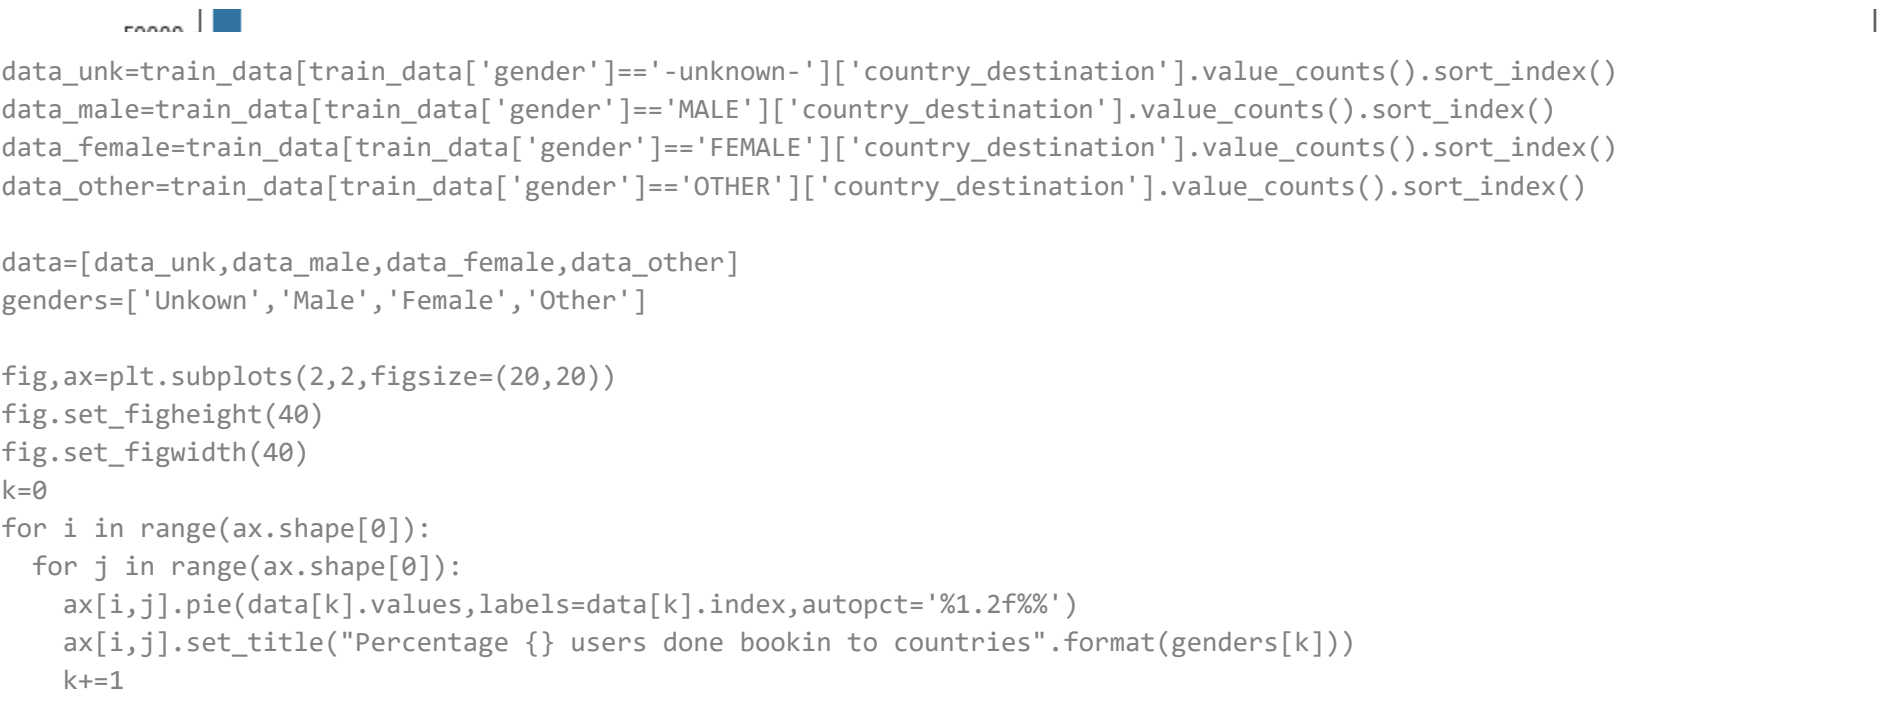 data_unk=train_data[train_data['gender']=='-unknown-']['country_destination'].value_counts().sort_index()
data_male=train_data[train_data['gender']=='MALE']['country_destination'].value_counts().sort_index()
data_female=train_data[train_data['gender']=='FEMALE']['country_destination'].value_counts().sort_index()
data_other=train_data[train_data['gender']=='OTHER']['country_destination'].value_counts().sort_index()
data=[data_unk,data_male,data_female,data_other]
genders=['Unkown','Male','Female','Other']
fig,ax=plt.subplots(2,2,figsize=(20,20))
fig.set_figheight(40)
fig.set_figwidth(40)
k=0
for i in range(ax.shape[0]):
  for j in range(ax.shape[0]):
    ax[i,j].pie(data[k].values,labels=data[k].index,autopct='%1.2f%%')
    ax[i,j].set_title("Percentage {} users done bookin to countries".format(genders[k]))
    k+=1